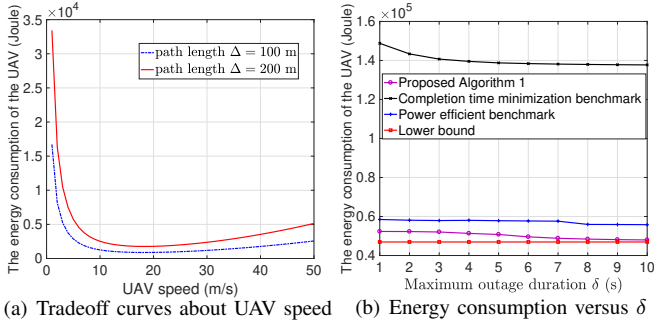 ×10^4
3.5
3
2.5
2
1.5
1
0.5
0
0
10
20
30
40
50
The energy consumption of the UAV (Joule)
UAV speed (m/s)
path length Δ = 100 m
path length Δ = 200 m
(a) Tradeoff curves about UAV speed
×10^5
1.6
1.4
1.2
1
0.8
0.6
0.4
1
2
3
4
5
6
7
8
9
10
The energy consumption of the UAV (Joule)
Maximum outage duration δ (s)
Proposed Algorithm 1
Completion time minimization benchmark
Power efficient benchmark
Lower bound
(b) Energy consumption versus δ